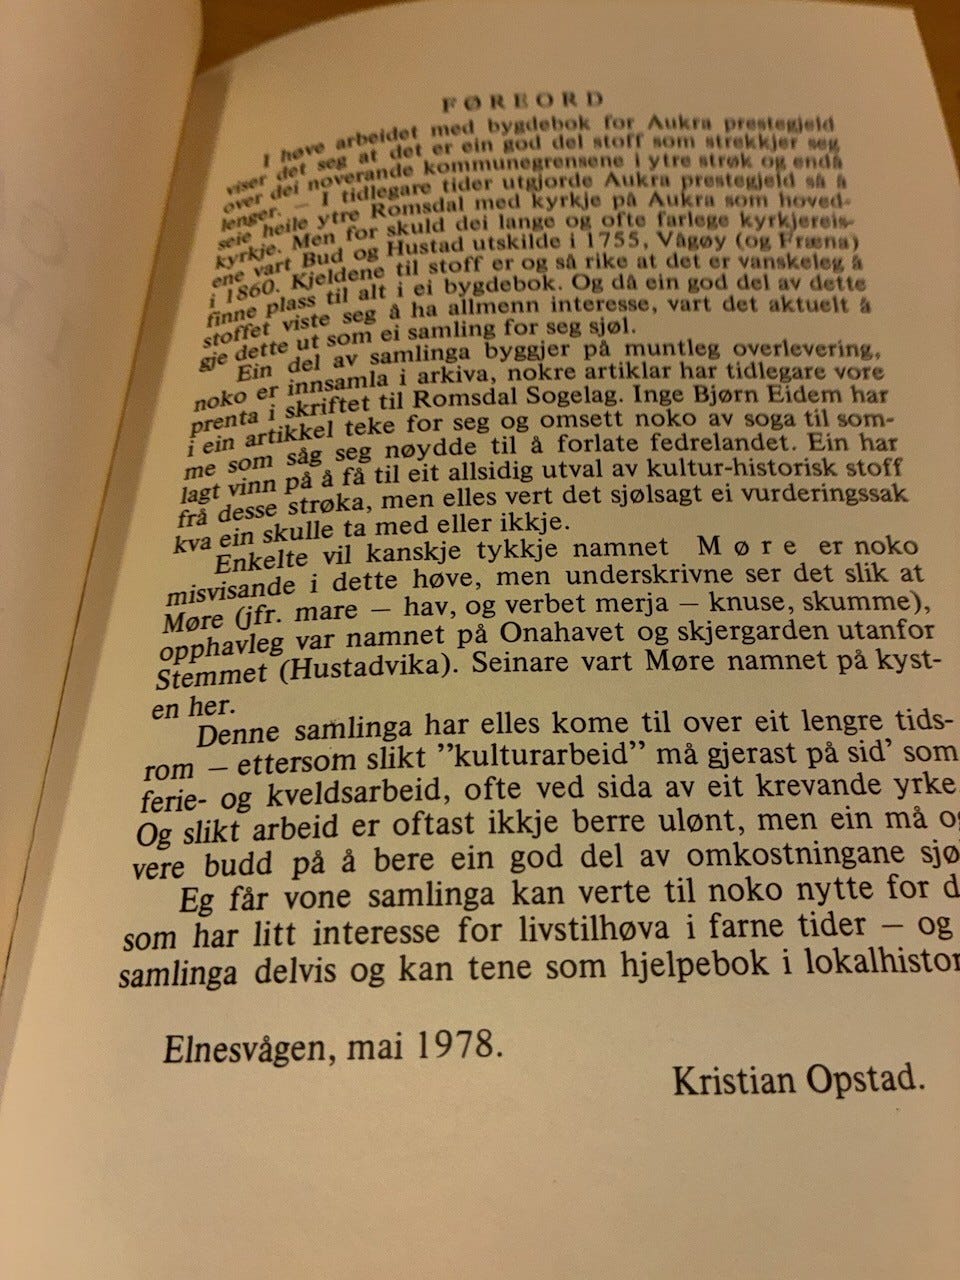 FØREORD
I høve arbeidet med bygdebok for Aukra prestegjeld
viser det seg at det er ein god del stoff som strekkjer seg
over dei noverande kommunegrensene i ytre strøk og endå
lenger. — I tidlegare tider utgjorde Aukra prestegjeld så å
seie heile ytre Romsdal med kyrkje på Aukra som hoved-
kyrkje. Men for skuld dei lange og ofte farlege kyrkjereis-
ene vart Bud og Hustad utskilde i 1755, Vågøy (og Fræna)
i 1860. Kjeldene til stoff er og så rike at det er vanskeleg å
finne plass til alt i ei bygdebok. Og då ein god del av dette
stoffet viste seg å ha allmenn interesse, vart det aktuelt å
gje dette ut som ei samling for seg sjøl.
Ein del av samlinga byggjer på muntleg overlevering,
noko er innsamla i arkiva, nokre artiklar har tidlegare vore
prenta i skriftet til Romsdal Sogelag. Inge Bjørn Eidem har
i ein artikkel teke for seg og omsett noko av soga til som-
me som såg seg nøydde til å forlate fedrelandet. Ein har
lagt vinn på å få til eit allsidig utval av kultur-historisk stoff
frå desse strøka, men elles vert det sjølsagt ei vurderingssak
kva ein skulle ta med eller ikkje.
Enkelte vil kanskje tykkje namnet Møre er noko
misvisande i dette høve, men underskrivne ser det slik at
Møre (jfr. mare — hav, og verbet merja — knuse, skumme),
opphavleg var namnet på Onahavet og skjergarden utanfor
Stemmet (Hustadvika). Seinare vart Møre namnet på kyst-
en her.
Denne samlinga har elles kome til over eit lengre tids-
rom — ettersom slikt ”kulturarbeid” må gjerast på sid’ som
ferie- og kveldsarbeid, ofte ved sida av eit krevande yrke
Og slikt arbeid er oftast ikkje berre ulønt, men ein må
vere budd på å bere ein god del av omkostningane
Eg får vone samlinga kan verte til noko nytte for
som har litt interesse for livstilhøva i farne tider — og
samlinga delvis og kan tene som hjelpebok i
Elnesvågen, mai 1978.
Kristian Opstad.